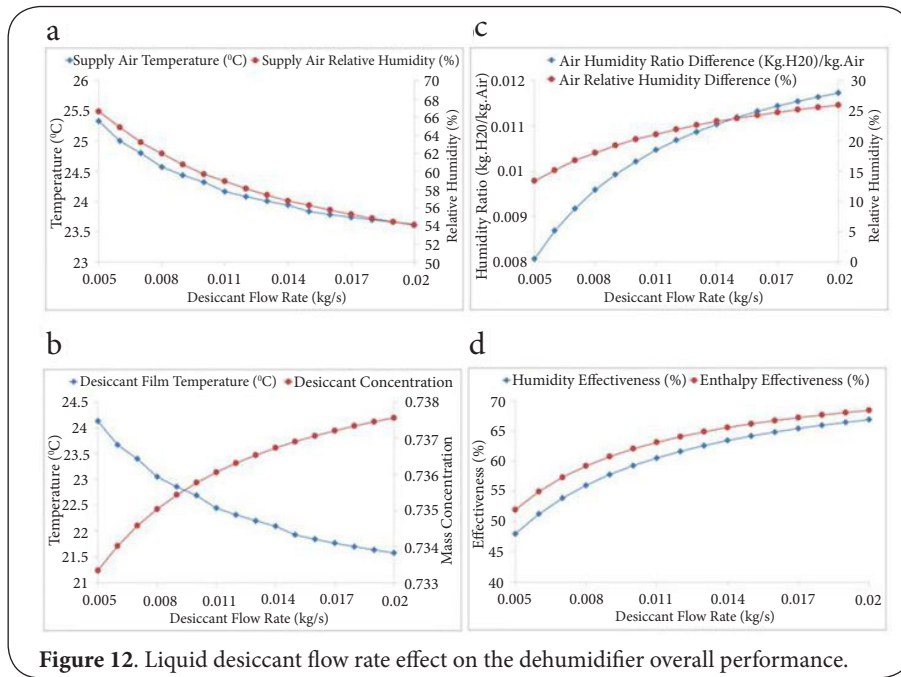 a
Supply Air Temperature (⁰C) Supply Air Relative Humidity (%)
26
25.5
25
24.5
24
23.5
23
Temperature (⁰C)
70
68
66
64
62
60
58
56
54
52
50
Relative Humidity (%)
0.005 0.008 0.011 0.014 0.017 0.02
Desiccant Flow Rate (kg/s)
c
Air Humidity Ratio Difference (Kg.H20)/kg.Air
Air Relative Humidity Difference (%)
0.012
0.011
0.01
0.009
0.008
Humidity Ratio (kg.H20/kg.Air)
30
25
20
15
10
5
0
Relative Humidity (%)
0.005 0.008 0.011 0.014 0.017 0.02
Desiccant Flow Rate (kg/s)
b
Desiccant Film Temperature (⁰C) Desiccant Concentration
24.5
24
23.5
23
22.5
22
21.5
21
Temperature (⁰C)
0.738
0.737
0.736
0.735
0.734
0.733
Mass Concentration
0.005 0.008 0.011 0.014 0.017 0.02
Desiccant Flow Rate (kg/s)
d
Humidity Effectiveness (%) Enthalpy Effectiveness (%)
70
65
60
55
50
45
40
Effectiveness (%)
0.005 0.008 0.011 0.014 0.017 0.02
Desiccant Flow Rate (kg/s)
Figure 12. Liquid desiccant flow rate effect on the dehumidifier overall performance.